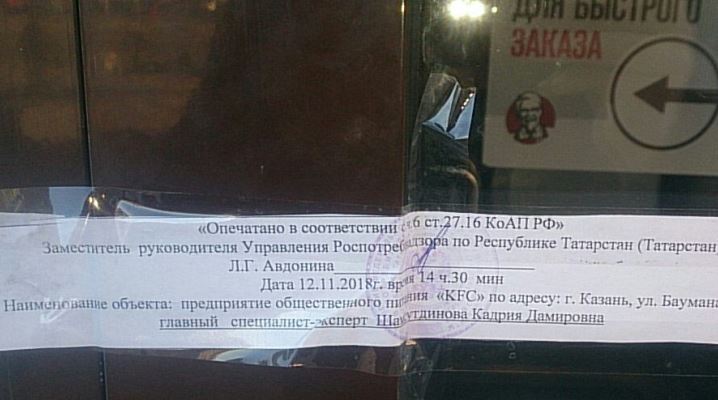 ДЛЯ БЫСТРОГО
ЗАКАЗА
«Опечатано в соответствии с ч.6 ст.27.16 КоАП РФ»
Заместитель руководителя Управления Роспотребнадзора по Республике Татарстан (Татарстан)
Л.Г. Авдонина
Дата 12.11.2018г. время 14 ч.30 мин
Наименование объекта: предприятие общественного питания «KFC» по адресу: г. Казань, ул. Баумана
главный специалист-эксперт Шамсутдинова Кадрия Дамировна